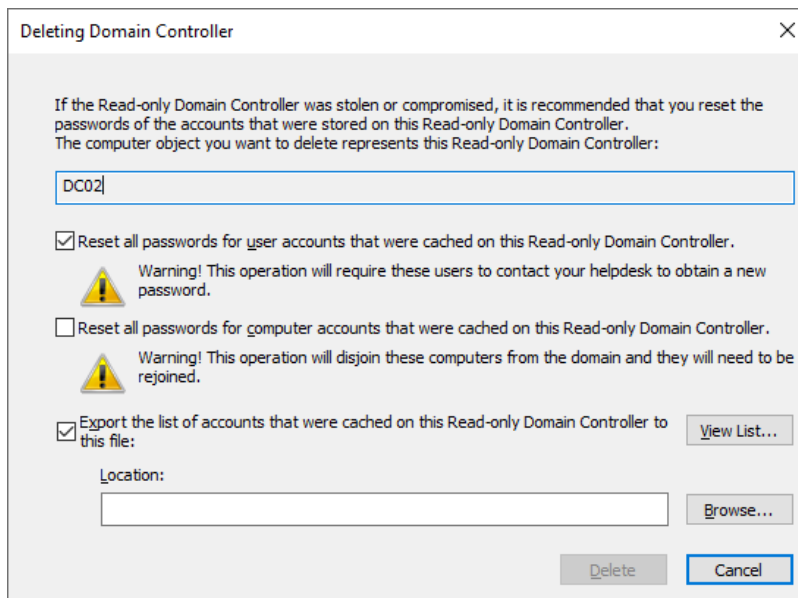 Deleting Domain Controller
If the Read-only Domain Controller was stolen or compromised, it is recommended that you reset the
passwords of the accounts that were stored on this Read-only Domain Controller.
The computer object you want to delete represents this Read-only Domain Controller:
DC02
Reset all passwords for user accounts that were cached on this Read-only Domain Controller.
Warning! This operation will require these users to contact your helpdesk to obtain a new
password.
Reset all passwords for computer accounts that were cached on this Read-only Domain Controller.
Warning! This operation will disjoin these computers from the domain and they will need to be
rejoined.
Export the list of accounts that were cached on this Read-only Domain Controller to
this file:
View List...
Location:
Browse...
Delete
Cancel